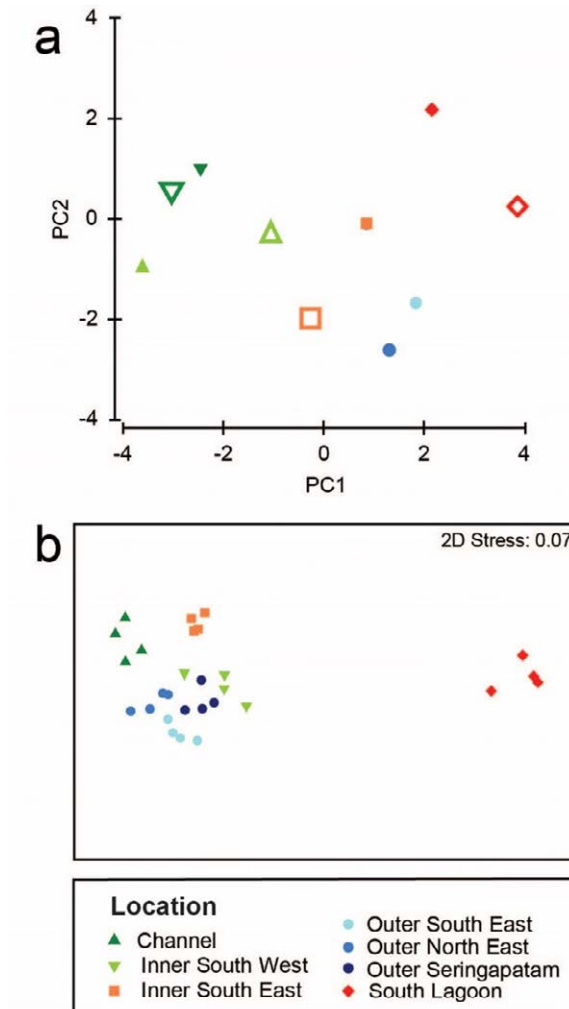 a
4
2
0
-2
-4
PC2
-4 -2 0 2 4
PC1
b
2D Stress: 0.07
Location
Channel
Inner South West
Inner South East
Outer South East
Outer North East
Outer Seringapatam
South Lagoon